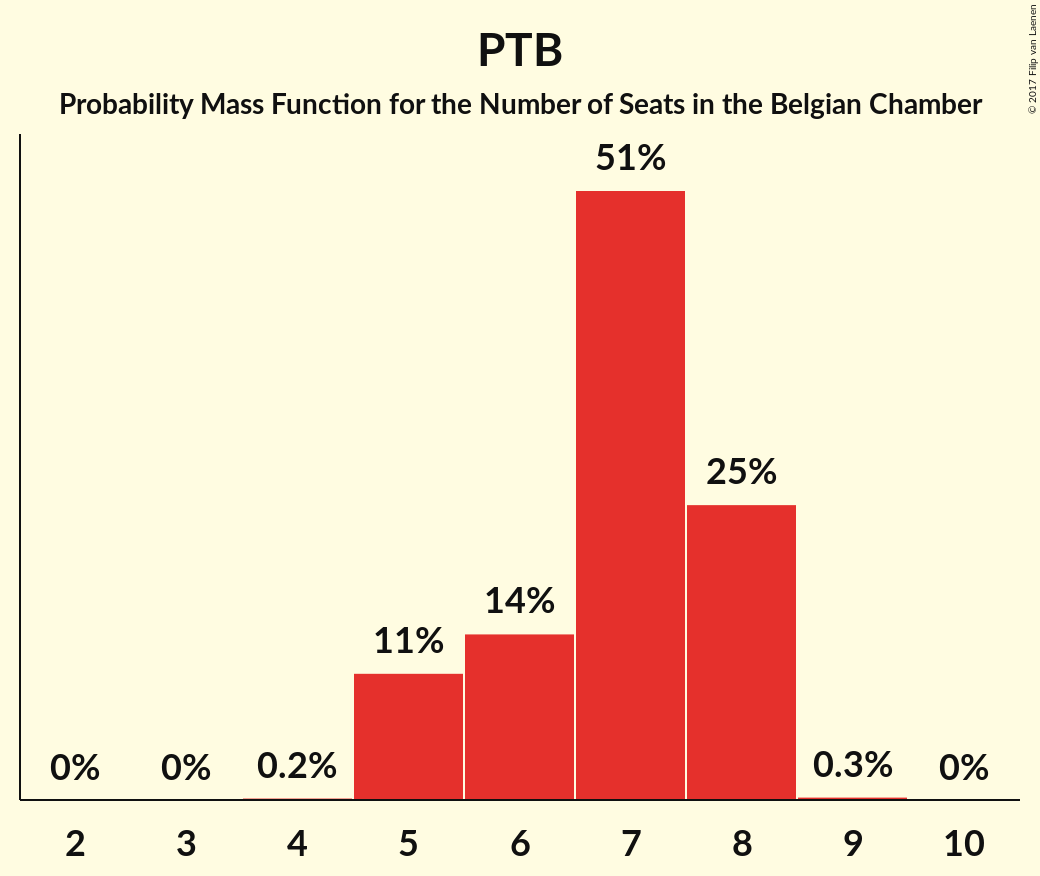 PTB
Probability Mass Function for the Number of Seats in the Belgian Chamber
© 2017 Filip van Laenen
51%
25%
14%
11%
0% 0% 0.2% 0.3% 0%
2 3 4 5 6 7 8 9 10